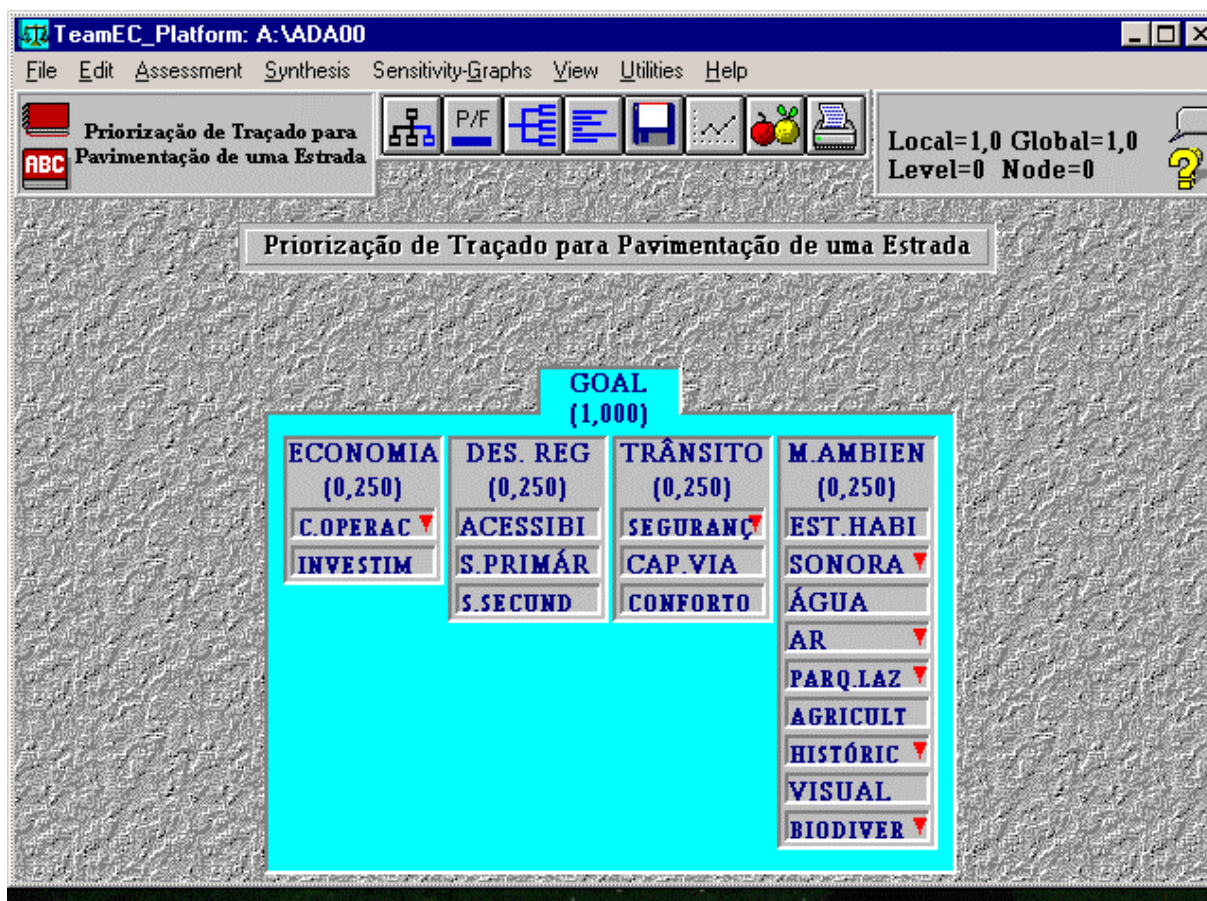 TeamEC_Platform: A:\ADA00
File Edit Assessment Synthesis Sensitivity-Graphs View Utilities Help
ABC
Priorização de Traçado para
Pavimentação de uma Estrada
P/F
Local=1,0 Global=1,0
Level=0 Node=0
?
Priorização de Traçado para Pavimentação de uma Estrada
GOAL
(1,000)
ECONOMIA
(0,250)
C.OPERAC
INVESTIM
DES. REG
(0,250)
ACESSIBI
S.PRIMÁR
S.SECUND
TRÂNSITO
(0,250)
SEGURANÇ
CAP.VIA
CONFORTO
M.AMBIEN
(0,250)
EST.HABI
SONORA
ÁGUA
AR
PARQ.LAZ
AGRICULT
HISTÓRIC
VISUAL
BIODIVER